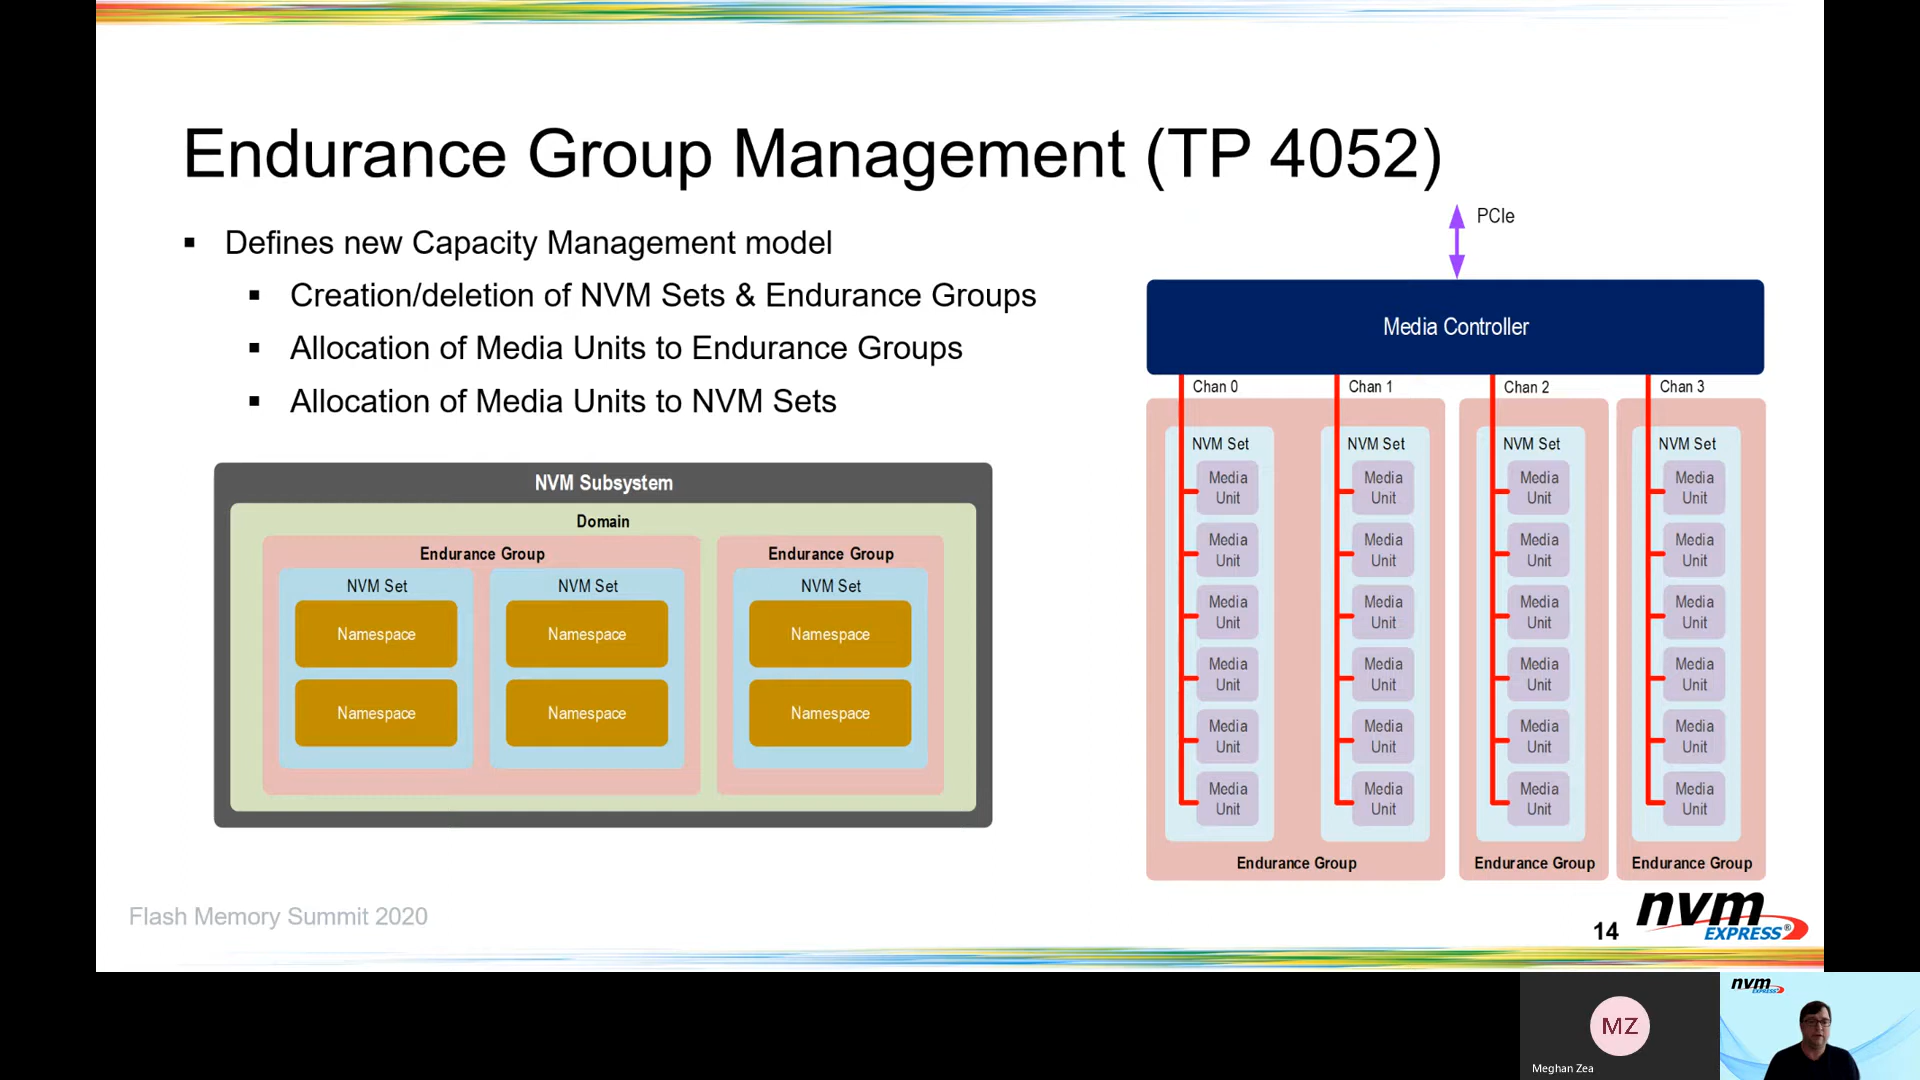 Endurance Group Management (TP 4052)
Defines new Capacity Management model
Creation/deletion of NVM Sets & Endurance Groups
Allocation of Media Units to Endurance Groups
Allocation of Media Units to NVM Sets
NVM Subsystem
Domain
Endurance Group
Endurance Group
NVM Set
NVM Set
NVM Set
Namespace
Namespace
Namespace
Namespace
Namespace
Namespace
PCIe
Media Controller
Chan 0
Chan 1
Chan 2
Chan 3
NVM Set
NVM Set
NVM Set
NVM Set
Media
Unit
Media
Unit
Media
Unit
Media
Unit
Media
Unit
Media
Unit
Media
Unit
Media
Unit
Media
Unit
Media
Unit
Media
Unit
Media
Unit
Media
Unit
Media
Unit
Media
Unit
Media
Unit
Media
Unit
Media
Unit
Media
Unit
Media
Unit
Media
Unit
Media
Unit
Media
Unit
Media
Unit
Endurance Group
Endurance Group
Endurance Group
Flash Memory Summit 2020
14
nvm
EXPRESS®
MZ
Meghan Zea
nvm
EXPRESS